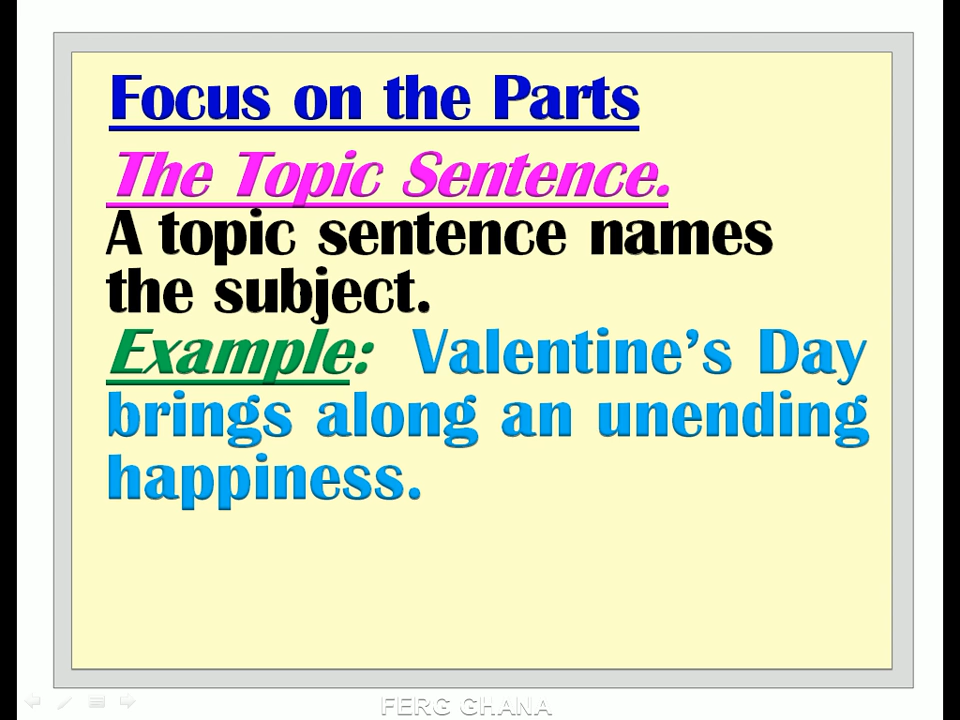 Focus on the Parts
The Topic Sentence.
A topic sentence names
the subject.
Example: Valentine’s Day
brings along an unending
happiness.
FERG GHANA